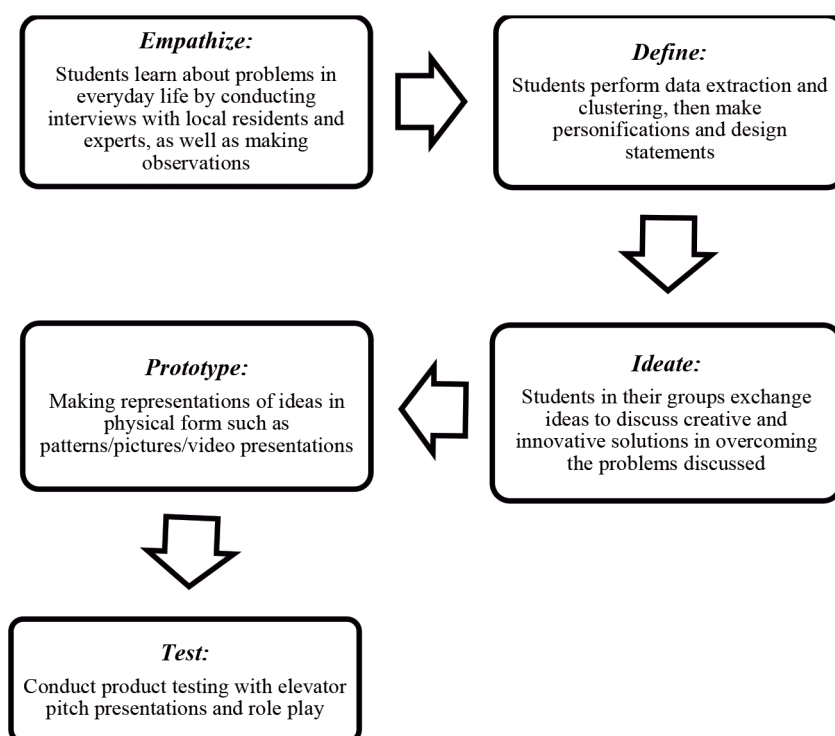 Empathize:
Students learn about problems in
everyday life by conducting
interviews with local residents and
experts, as well as making
observations
Define:
Students perform data extraction and
clustering, then make
personifications and design
statements
Ideate:
Students in their groups exchange
ideas to discuss creative and
innovative solutions in overcoming
the problems discussed
Prototype:
Making representations of ideas in
physical form such as
patterns/pictures/video presentations
Test:
Conduct product testing with elevator
pitch presentations and role play